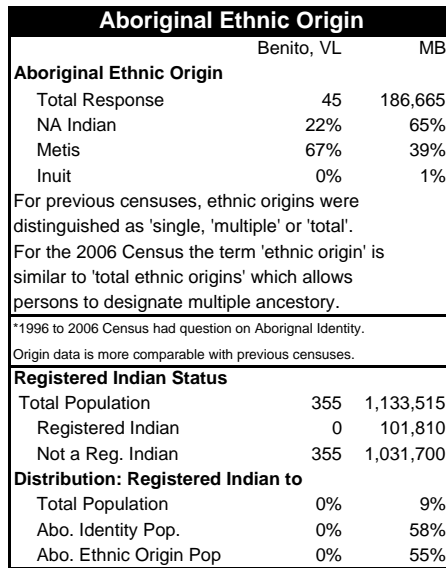 Aboriginal Ethnic Origin
Benito, VL MB
Aboriginal Ethnic Origin
Total Response 45 186,665
NA Indian 22% 65%
Metis 67% 39%
Inuit 0% 1%
For previous censuses, ethnic origins were
distinguished as 'single, 'multiple' or 'total'.
For the 2006 Census the term 'ethnic origin' is
similar to 'total ethnic origins' which allows
persons to designate multiple ancestory.
*1996 to 2006 Census had question on Aborignal Identity.
Origin data is more comparable with previous censuses.
Registered Indian Status
Total Population 355 1,133,515
Registered Indian 0 101,810
Not a Reg. Indian 355 1,031,700
Distribution: Registered Indian to
Total Population 0% 9%
Abo. Identity Pop. 0% 58%
Abo. Ethnic Origin Pop 0% 55%